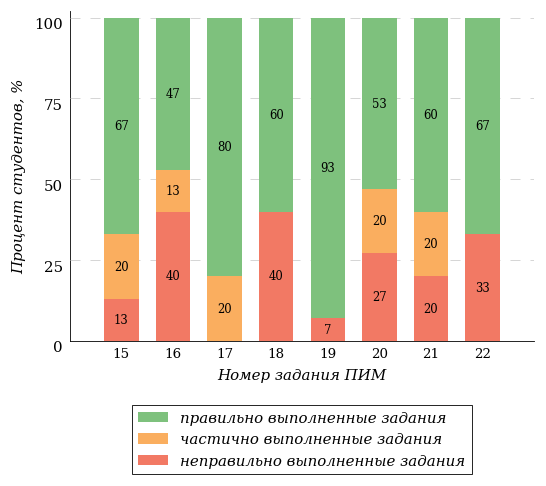 100
67 47 80 60 93 53 60 67
75
50
13 20 20
20 20 20
25
13 40 40 7 27 20 33
0
15 16 17 18 19 20 21 22
Процент студентов, %
Номер задания ПИМ
правильно выполненные задания
частично выполненные задания
неправильно выполненные задания